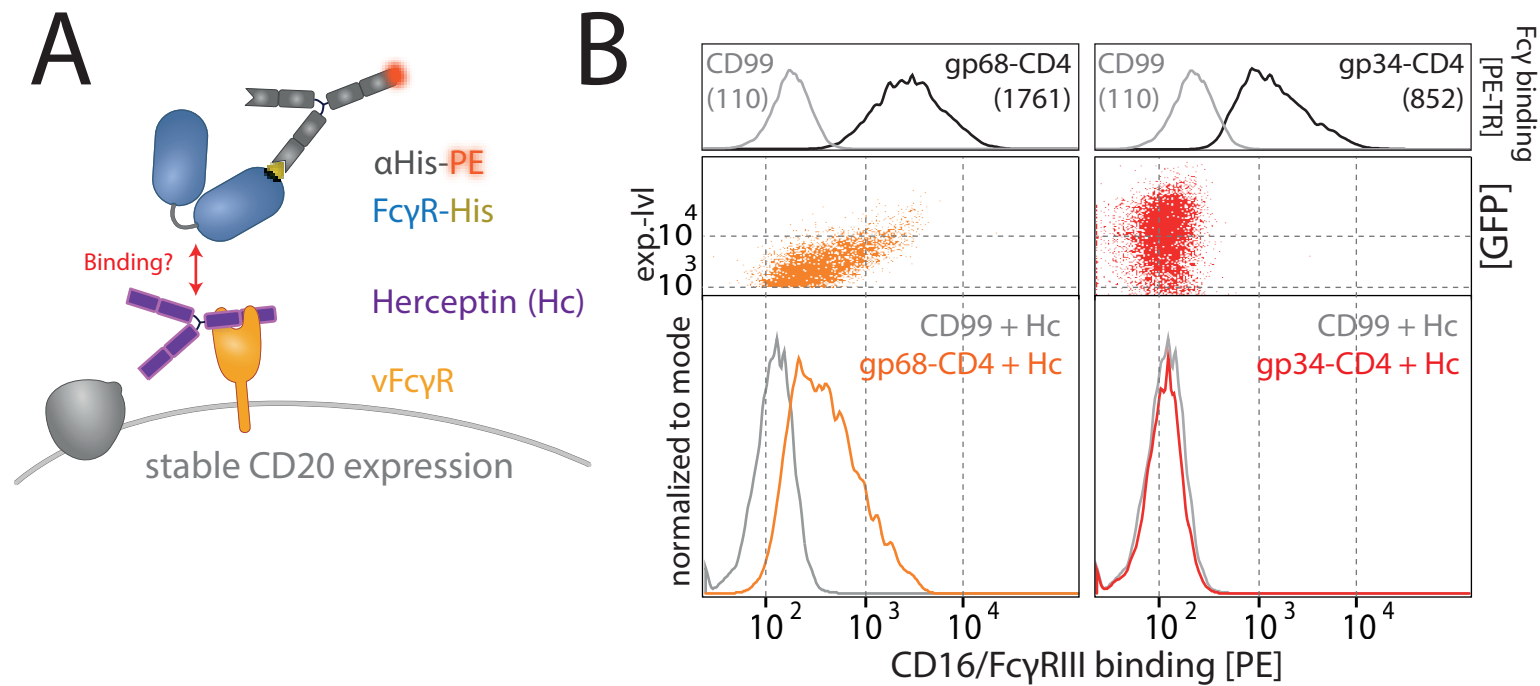 A
αHis-PE
FcγR-His
Binding?
Herceptin (Hc)
vFcγR
stable CD20 expression
B
CD99
(110)
gp68-CD4
(1761)
CD99
(110)
gp34-CD4
(852)
Fcγ binding
[PE-TR]
exp.-lvl
10 4
10 3
[GFP]
normalized to mode
CD99 + Hc
gp68-CD4 + Hc
CD99 + Hc
gp34-CD4 + Hc
10 2
10 3
10 4
10 2
10 3
10 4
CD16/FcγRIII binding [PE]